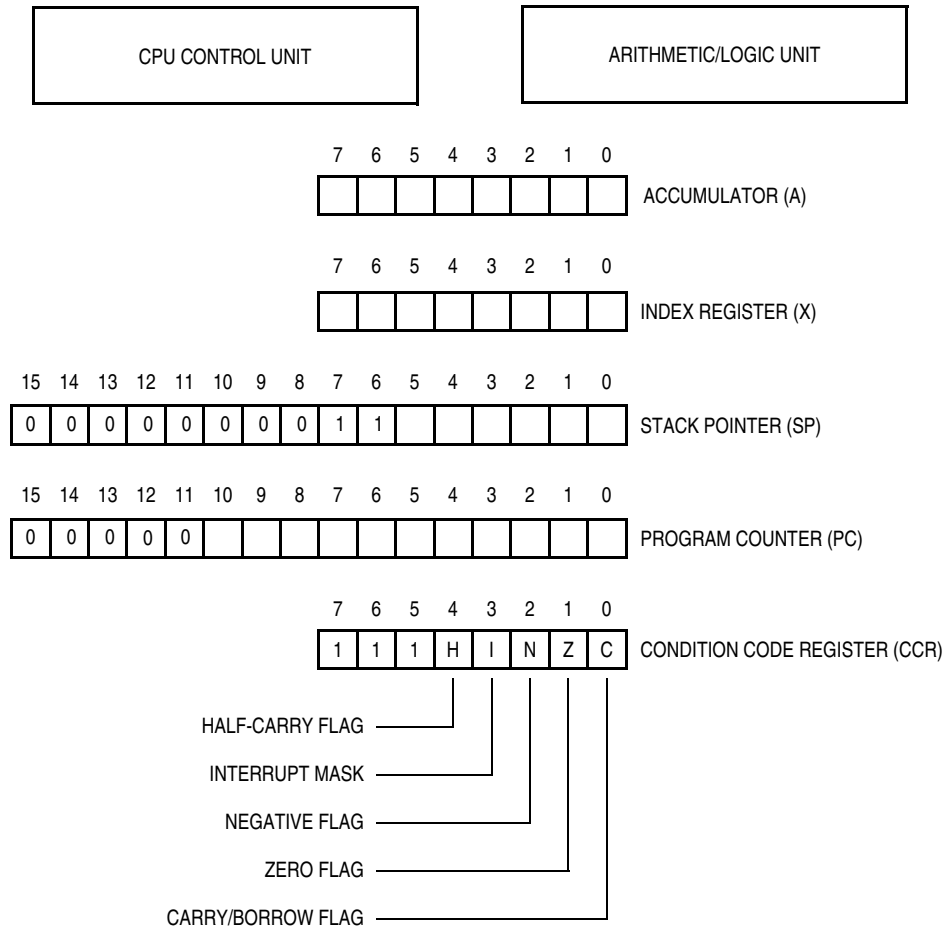 CPU CONTROL UNIT
ARITHMETIC/LOGIC UNIT
7 6 5 4 3 2 1 0
ACCUMULATOR (A)
7 6 5 4 3 2 1 0
INDEX REGISTER (X)
15 14 13 12 11 10 9 8 7 6 5 4 3 2 1 0
0 0 0 0 0 0 0 0 1 1 STACK POINTER (SP)
15 14 13 12 11 10 9 8 7 6 5 4 3 2 1 0
0 0 0 0 0 PROGRAM COUNTER (PC)
7 6 5 4 3 2 1 0
1 1 1 H I N Z C CONDITION CODE REGISTER (CCR)
HALF-CARRY FLAG
INTERRUPT MASK
NEGATIVE FLAG
ZERO FLAG
CARRY/BORROW FLAG